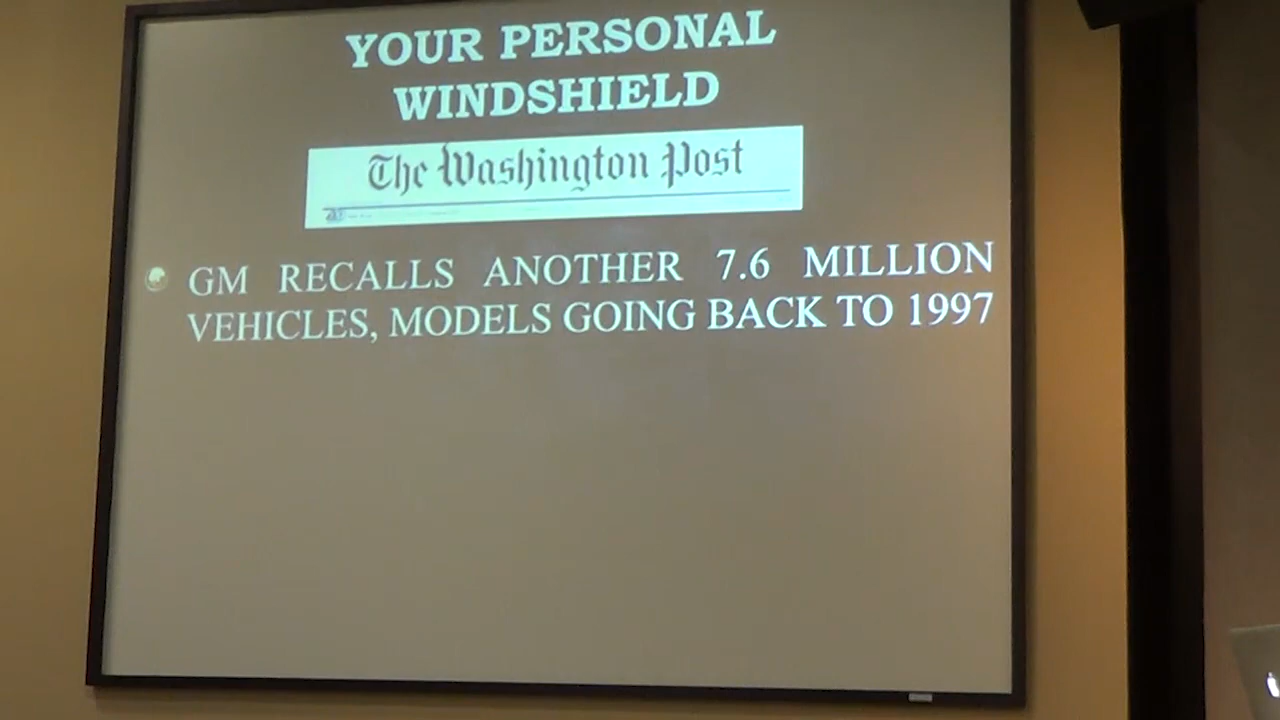 YOUR PERSONAL
WINDSHIELD
The Washington Post
GM RECALLS ANOTHER 7.6 MILLION
VEHICLES, MODELS GOING BACK TO 1997